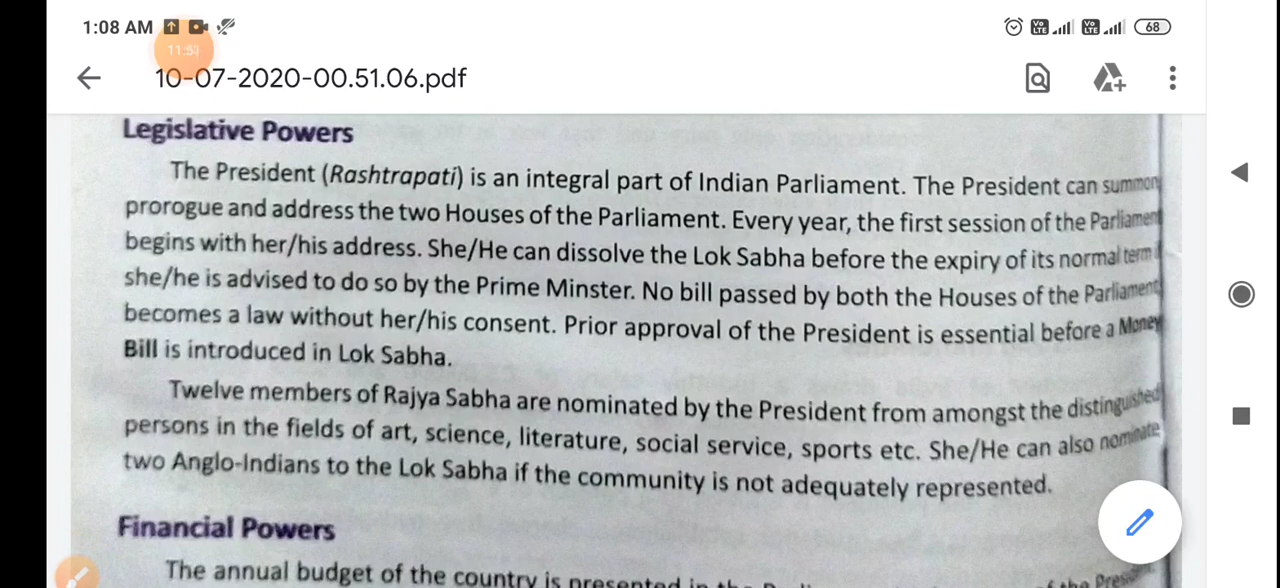 1:08 AM
11:50
68
10-07-2020-00.51.06.pdf
Legislative Powers
The President (Rashtrapati) is an integral part of Indian Parliament. The President can summon
prorogue and address the two Houses of the Parliament. Every year, the first session of the Parliament
begins with her/his address. She/He can dissolve the Lok Sabha before the expiry of its normal term
she/he is advised to do so by the Prime Minster. No bill passed by both the Houses of the Parliament
becomes a law without her/his consent. Prior approval of the President is essential before a Money
Bill is introduced in Lok Sabha.
Twelve members of Rajya Sabha are nominated by the President from amongst the distinguished
persons in the fields of art, science, literature, social service, sports etc. She/He can also nominate
two Anglo-Indians to the Lok Sabha if the community is not adequately represented.
Financial Powers
The annual budget of the country is presented in the